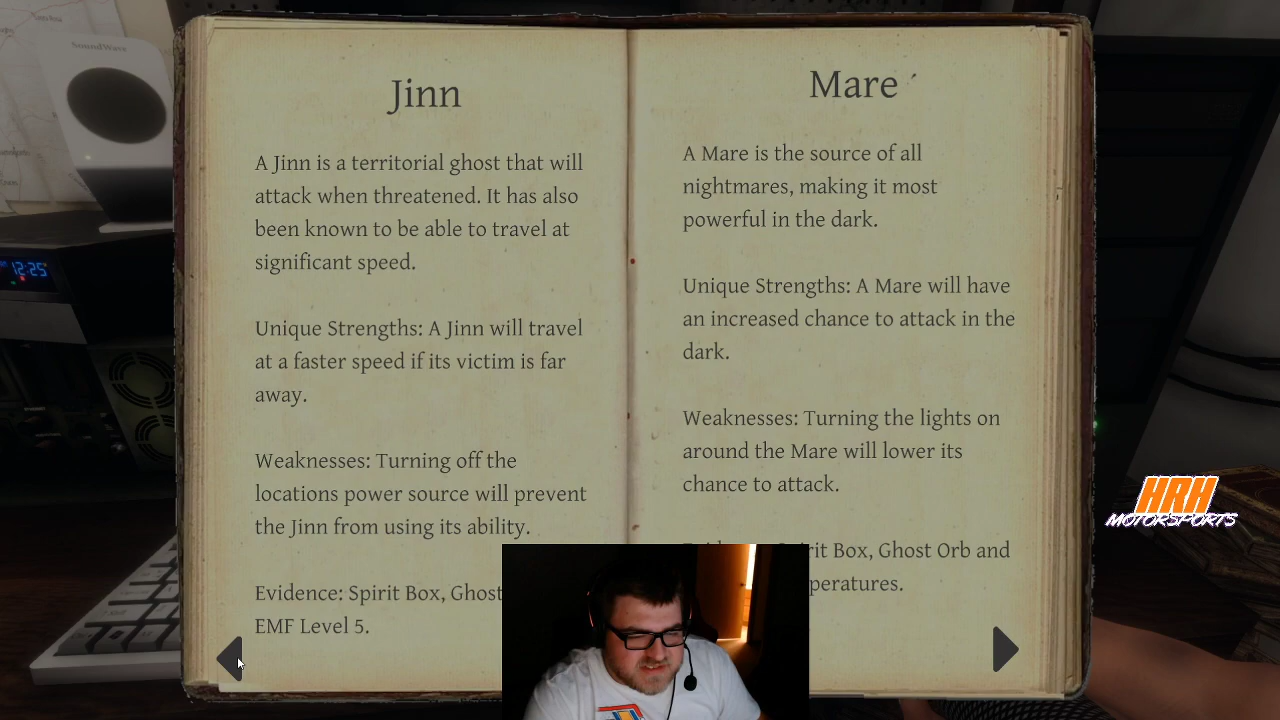 SoundWave
12:25
Jinn
A Jinn is a territorial ghost that will
attack when threatened. It has also
been known to be able to travel at
significant speed.
Unique Strengths: A Jinn will travel
at a faster speed if its victim is far
away.
Weaknesses: Turning off the
locations power source will prevent
the Jinn from using its ability.
Evidence: Spirit Box, Ghost
EMF Level 5.
Mare
A Mare is the source of all
nightmares, making it most
powerful in the dark.
Unique Strengths: A Mare will have
an increased chance to attack in the
dark.
Weaknesses: Turning the lights on
around the Mare will lower its
chance to attack.
Box, Ghost Orb and
HRH
MOTORSPORTS